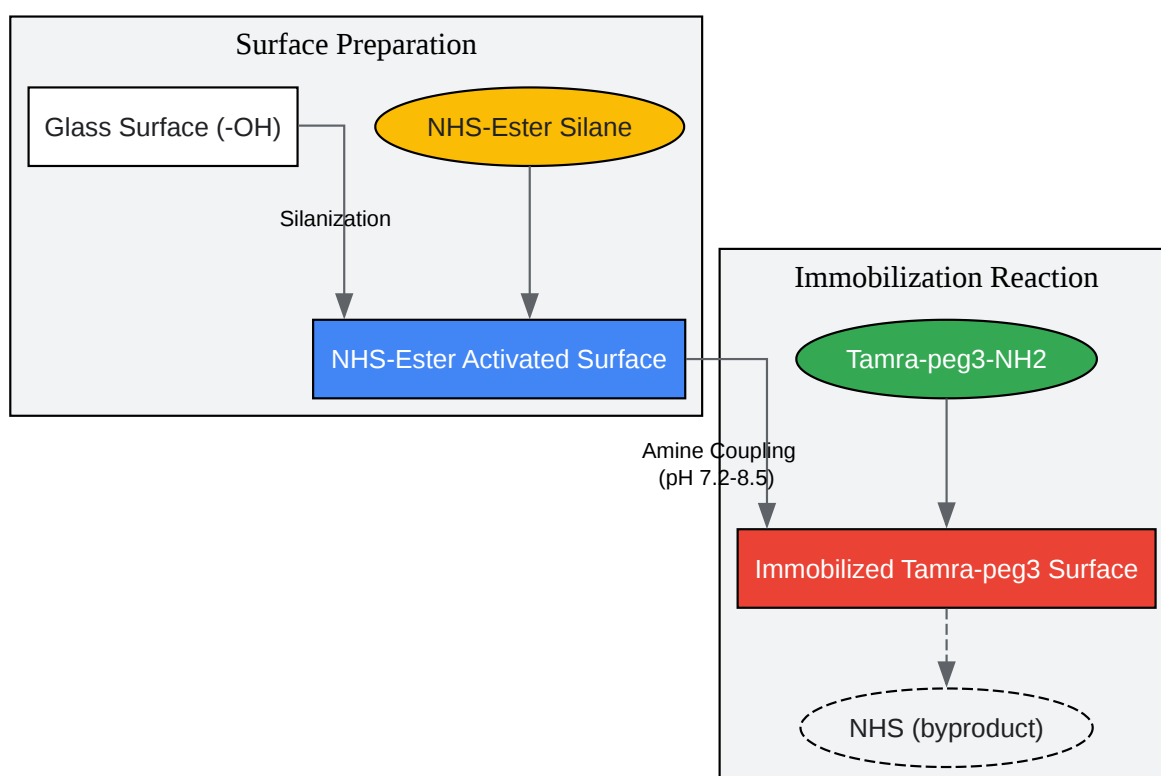 Surface Preparation
Glass Surface (-OH)
NHS-Ester Silane
Silanization
NHS-Ester Activated Surface
Immobilization Reaction
Tamra-peg3-NH2
Amine Coupling
(pH 7.2-8.5)
Immobilized Tamra-peg3 Surface
NHS (byproduct)